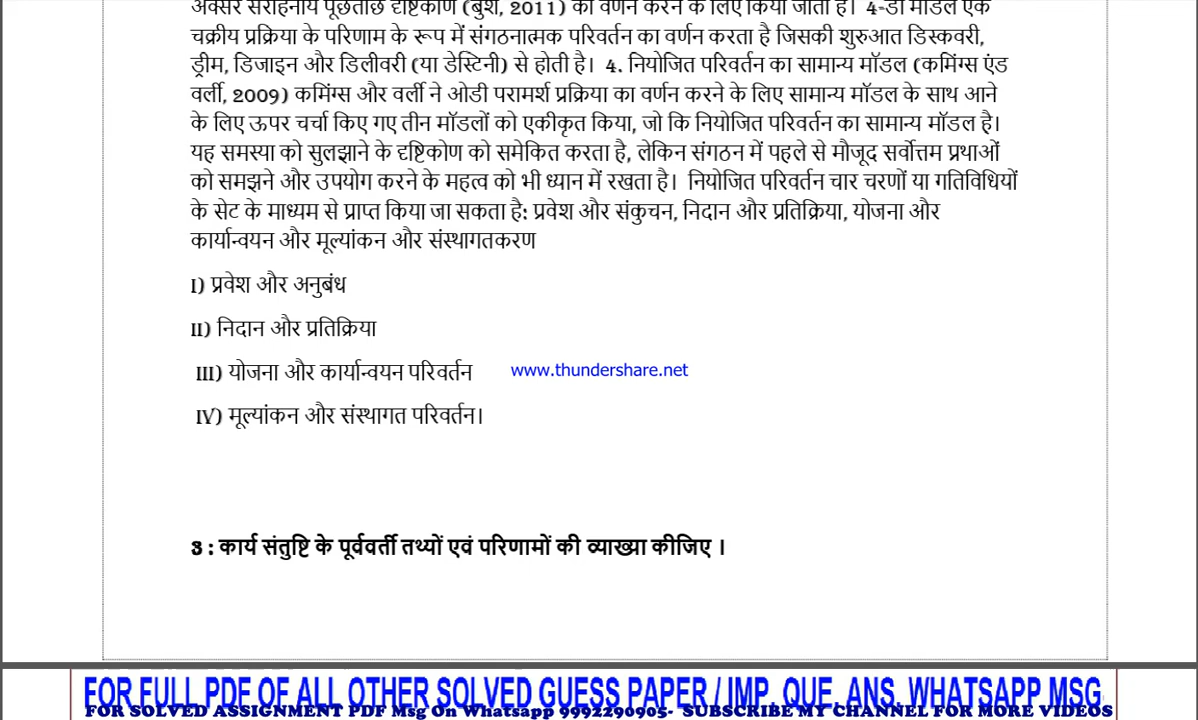 अक्सर सराहनीय पूछताछ दृष्टिकोण (बुश, 2011) का वर्णन करने के लिए किया जाता है। 4-डी मॉडल एक
चक्रीय प्रक्रिया के परिणाम के रूप में संगठनात्मक परिवर्तन का वर्णन करता है जिसकी शुरुआत डिस्कवरी,
ड्रीम, डिजाइन और डिलीवरी (या डेस्टिनी) से होती है। 4. नियोजित परिवर्तन का सामान्य मॉडल (कमिंग्स एंड
वर्ली, 2009) कमिंग्स और वर्ली ने ओडी परामर्श प्रक्रिया का वर्णन करने के लिए सामान्य मॉडल के साथ आने
के लिए ऊपर चर्चा किए गए तीन मॉडलों को एकीकृत किया, जो कि नियोजित परिवर्तन का सामान्य मॉडल है।
यह समस्या को सुलझाने के दृष्टिकोण को समेकित करता है, लेकिन संगठन में पहले से मौजूद सर्वोत्तम प्रथाओं
को समझने और उपयोग करने के महत्व को भी ध्यान में रखता है। नियोजित परिवर्तन चार चरणों या गतिविधियों
के सेट के माध्यम से प्राप्त किया जा सकता है: प्रवेश और संकुचन, निदान और प्रतिक्रिया, योजना और
कार्यान्वयन और मूल्यांकन और संस्थागतकरण
I) प्रवेश और अनुबंध
II) निदान और प्रतिक्रिया
III) योजना और कार्यान्वयन परिवर्तन www.thundershare.net
IV) मूल्यांकन और संस्थागत परिवर्तन।
3 : कार्य संतुष्टि के पूर्ववर्ती तथ्यों एवं परिणामों की व्याख्या कीजिए ।
FOR FULL PDF OF ALL OTHER SOLVED GUESS PAPER / IMP. QUE. ANS. WHATSAPP MSG
FOR SOLVED ASSIGNMENT PDF Msg On Whatsapp 9992290905- SUBSCRIBE MY CHANNEL FOR MORE VIDEOS